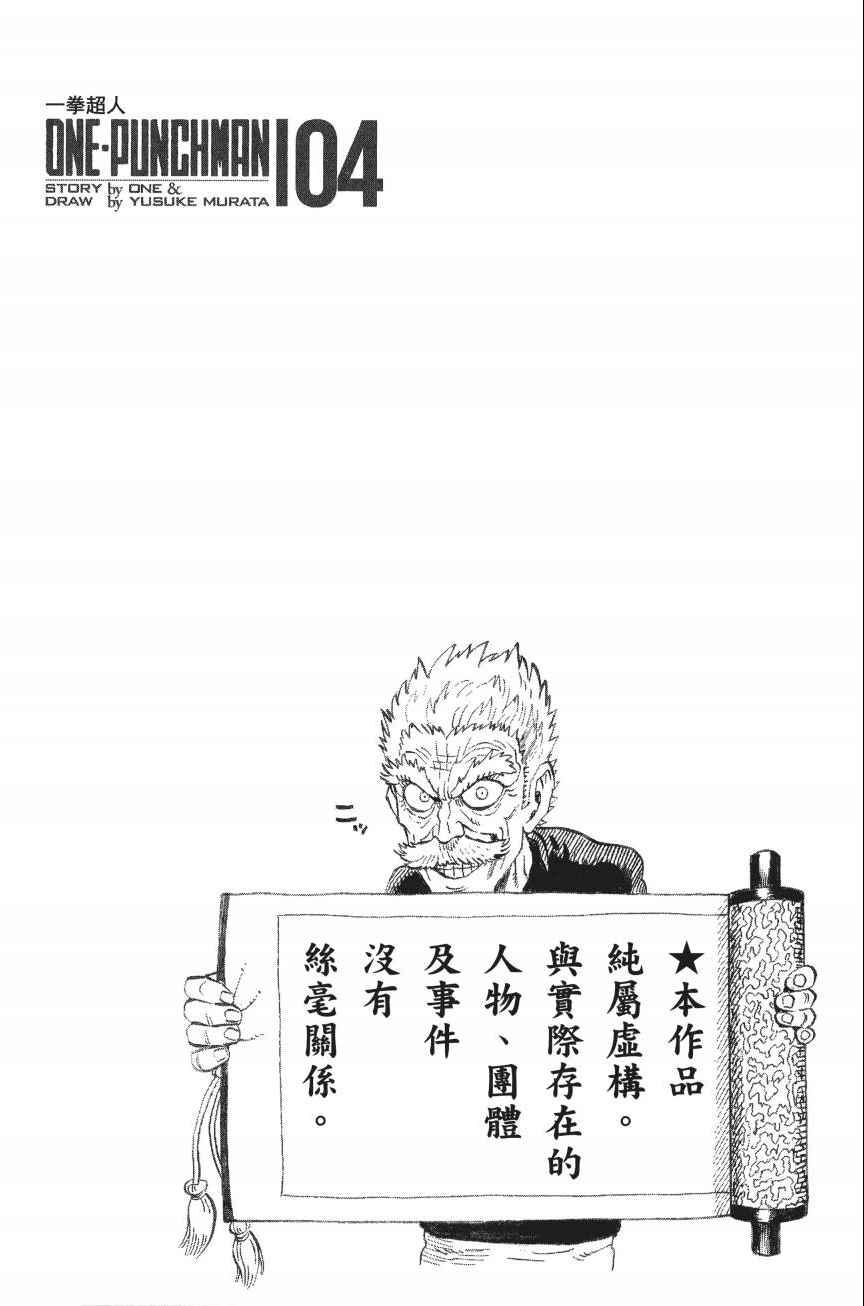 一拳超人
ONE-PUNCHMAN 104
STORY by ONE &
DRAW by YUSUKE MURATA
ニッ
★本作品
純屬虛構。
與實際存在的
人物、團體
及事件
沒有
絲毫關係。